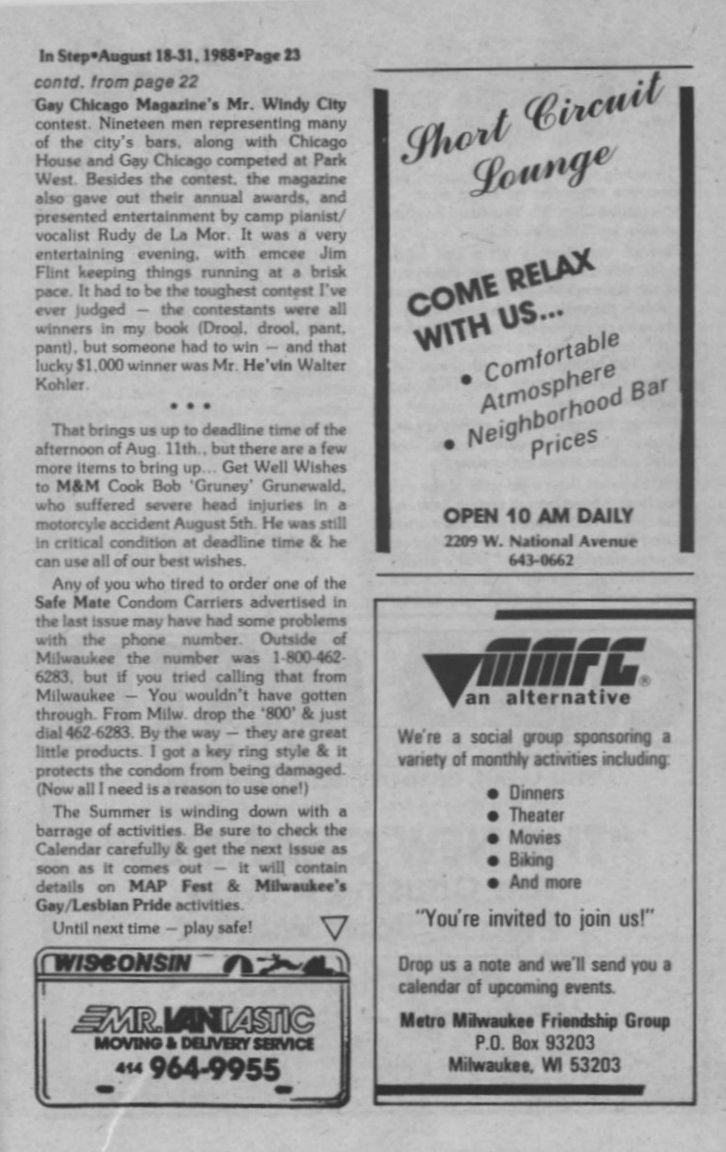 In Step•August 18-31, 1988•Page 23
contd. from page 22
Gay Chicago Magazine's Mr. Windy City
contest. Nineteen men representing many
of the city's bars, along with Chicago
House and Gay Chicago competed at Park
West. Besides the contest, the magazine
also gave out their annual awards, and
presented entertainment by camp pianist/
vocalist Rudy de La Mor. It was a very
entertaining evening, with emcee Jim
Flint keeping things running at a brisk
pace. It had to be the toughest contest I've
ever judged — the contestants were all
winners in my book (Drool, drool, pant,
pant), but someone had to win — and that
lucky $1,000 winner was Mr. He'vin Walter
Kohler.
• • •
That brings us up to deadline time of the
afternoon of Aug. 11th., but there are a few
more items to bring up... Get Well Wishes
to M&M Cook Bob 'Gruney' Grunewald,
who suffered severe head injuries in a
motorcyle accident August 5th. He was still
in critical condition at deadline time & he
can use all of our best wishes.
Any of you who tired to order one of the
Safe Mate Condom Carriers advertised in
the last issue may have had some problems
with the phone number. Outside of
Milwaukee the number was 1-800-462-
6283, but if you tried calling that from
Milwaukee — You wouldn't have gotten
through. From Milw. drop the '800' & just
dial 462-6283. By the way — they are great
little products. I got a key ring style & it
protects the condom from being damaged.
(Now all I need is a reason to use one!)
The Summer is winding down with a
barrage of activities. Be sure to check the
Calendar carefully & get the next issue as
soon as it comes out — it will contain
details on MAP Fest & Milwaukee's
Gay/Lesbian Pride activities.
Until next time — play safe!
WISCONSIN
MR. VANTASTIC
MOVING & DELIVERY SERVICE
414 964-9955
Short Circuit
Lounge
COME RELAX
WITH US...
• Comfortable
Atmosphere
• Neighborhood Bar
Prices
OPEN 10 AM DAILY
2209 W. National Avenue
643-0662
MMFG®
an alternative
We're a social group sponsoring a
variety of monthly activities including:
• Dinners
• Theater
• Movies
• Biking
• And more
"You're invited to join us!"
Drop us a note and we'll send you a
calendar of upcoming events.
Metro Milwaukee Friendship Group
P.O. Box 93203
Milwaukee, WI 53203